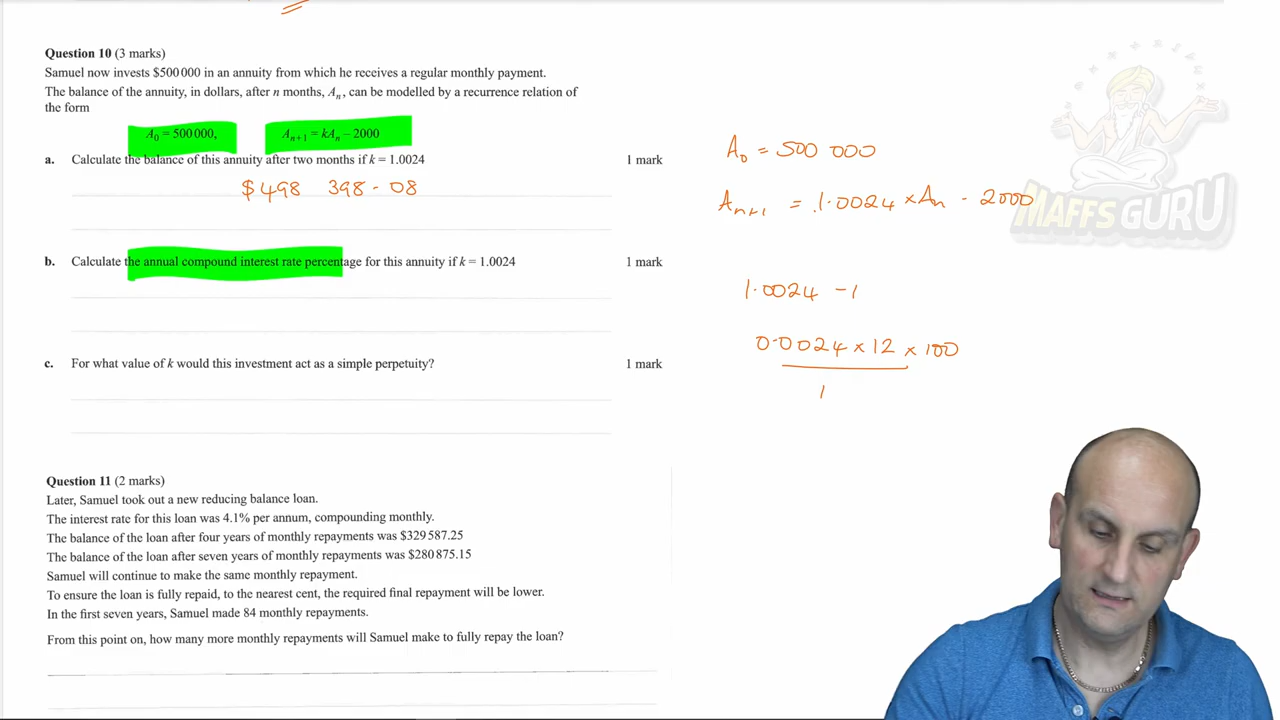 Question 10 (3 marks)
Samuel now invests $500 000 in an annuity from which he receives a regular monthly payment.
The balance of the annuity, in dollars, after n months, Aₙ, can be modelled by a recurrence relation of
the form
A₀ = 500 000, Aₙ₊₁ = kAₙ – 2000
a. Calculate the balance of this annuity after two months if k = 1.0024 1 mark
$498 398.08
b. Calculate the annual compound interest rate percentage for this annuity if k = 1.0024 1 mark
c. For what value of k would this investment act as a simple perpetuity? 1 mark
Question 11 (2 marks)
Later, Samuel took out a new reducing balance loan.
The interest rate for this loan was 4.1% per annum, compounding monthly.
The balance of the loan after four years of monthly repayments was $329 587.25
The balance of the loan after seven years of monthly repayments was $280 875.15
Samuel will continue to make the same monthly repayment.
To ensure the loan is fully repaid, to the nearest cent, the required final repayment will be lower.
In the first seven years, Samuel made 84 monthly repayments.
From this point on, how many more monthly repayments will Samuel make to fully repay the loan?
A₀ = 500 000
Aₙ₊₁ = 1.0024 × Aₙ - 2000
1.0024 - 1
0.0024 × 12 × 100
1
MAFFS GURU